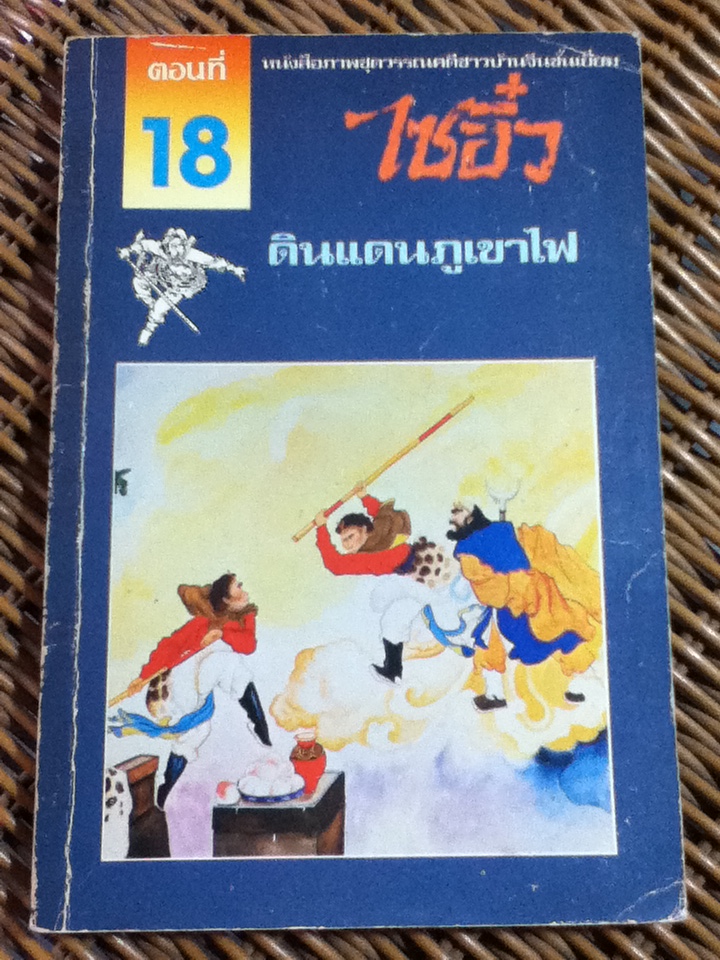 ตอนที่
18
หนังสือภาพชุดวรรณคดีชาวบ้านจีนชั้นเยี่ยม
ไซอิ๋ว
ดินแดนภูเขาไฟ